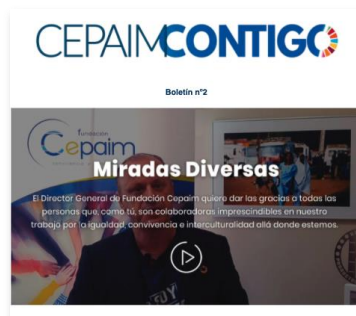 CEPAIMCONTIGO
Boletín nº2
Fundación
Cepaim
Miradas Diversas
El Director General de Fundación Cepaim quiere dar las gracias a todas las
personas que, como tú, son colaboradoras imprescindibles en nuestro
trabajo por la igualdad, convivencia e interculturalidad allá donde estemos.